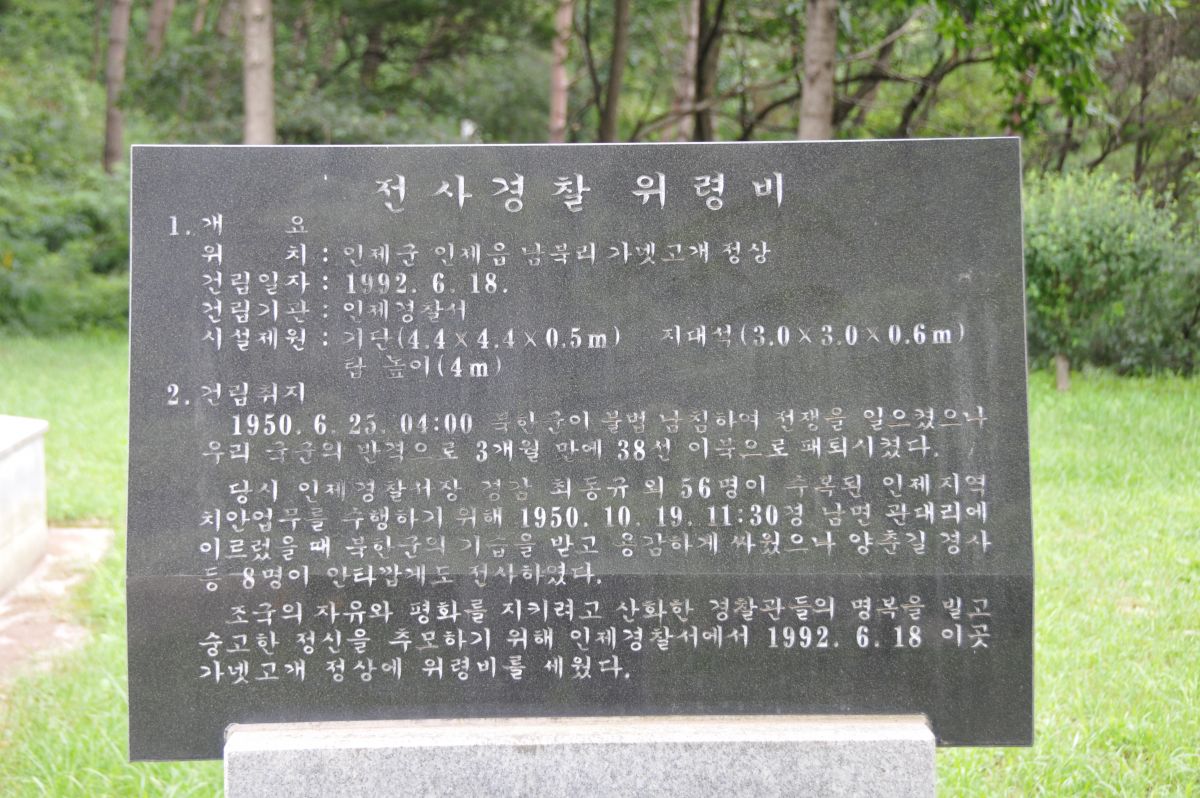 전사경찰 위령비
1. 개 요
위 치 : 인제군 인제읍 남북리 가넷고개 정상
건립일자 : 1992. 6. 18.
건립기관 : 인제경찰서
시설제원 : 기단(4.4×4.4×0.5m) 지대석(3.0×3.0×0.6m)
탑 높이(4m)
2. 건립취지
1950. 6. 25. 04:00 북한군이 불법 남침하여 전쟁을 일으켰으나
우리 국군의 반격으로 3개월 만에 38선 이북으로 패퇴시켰다.
당시 인제경찰서장 경감 최동규 외 56명이 수복된 인제지역
치안업무를 수행하기 위해 1950. 10. 19. 11:30경 남면 관대리에
이르렀을때 북한군의 기습을 받고 용감하게 싸웠으나 양춘길 경사
등 8명이 안타깝게도 전사하였다.
조국의 자유와 평화를 지키려고 산화한 경찰관들의 명복을 빌고
숭고한 정신을 추모하기 위해 인제경찰서에서 1992. 6. 18 이곳
가넷고개 정상에 위령비를 세웠다.